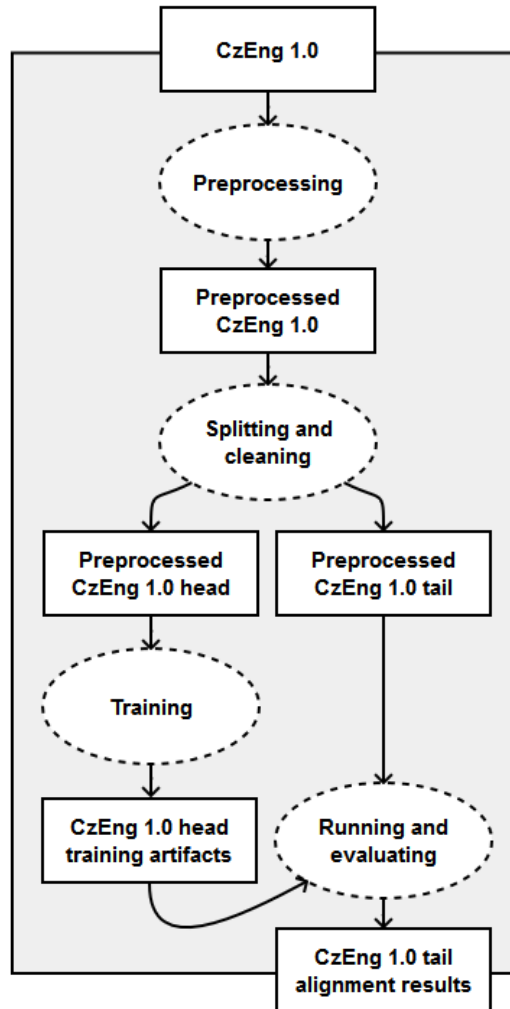 CzEng 1.0
Preprocessing
Preprocessed
CzEng 1.0
Splitting and
cleaning
Preprocessed
CzEng 1.0 head
Preprocessed
CzEng 1.0 tail
Training
CzEng 1.0 head
training artifacts
Running and
evaluating
CzEng 1.0 tail
alignment results